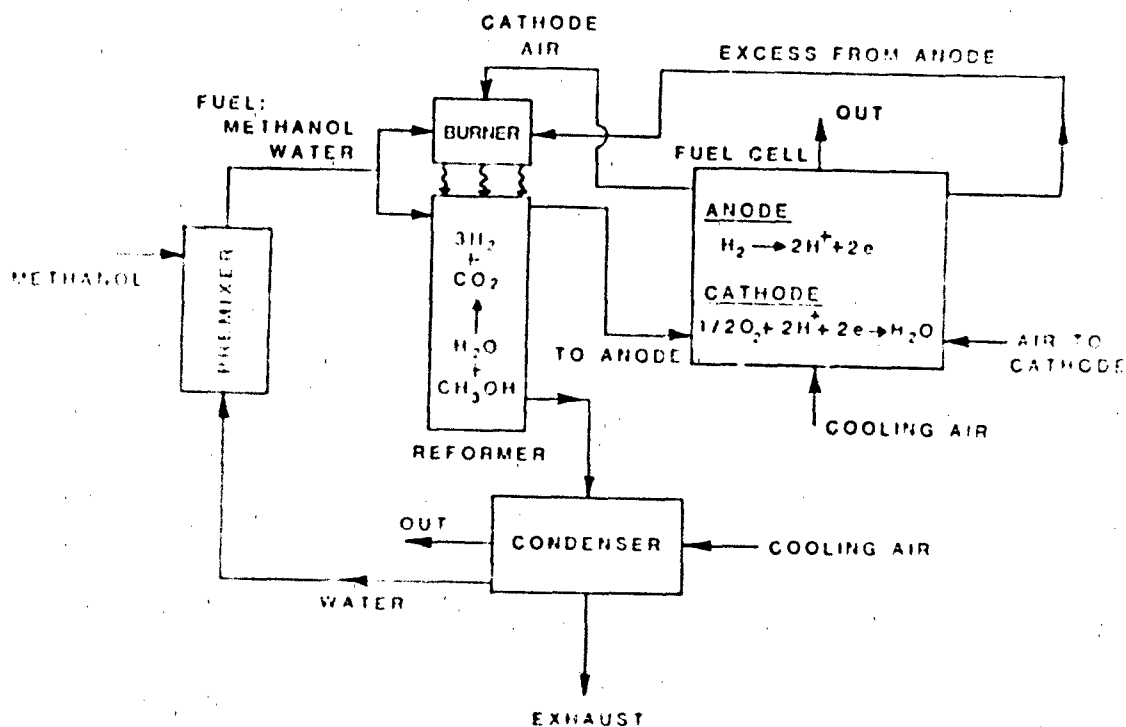 CATHODE
AIR
EXCESS FROM ANODE
FUEL:
METHANOL
WATER
BURNER
OUT
FUEL CELL
ANODE
H₂ → 2H⁺ + 2e
CATHODE
1/2O₂ + 2H⁺ + 2e → H₂O
3H₂
+
CO₂
H₂O
+
CH₃OH
METHANOL
PREMIXER
TO ANODE
AIR TO
CATHODE
COOLING AIR
REFORMER
OUT
CONDENSER
COOLING AIR
WATER
EXHAUST